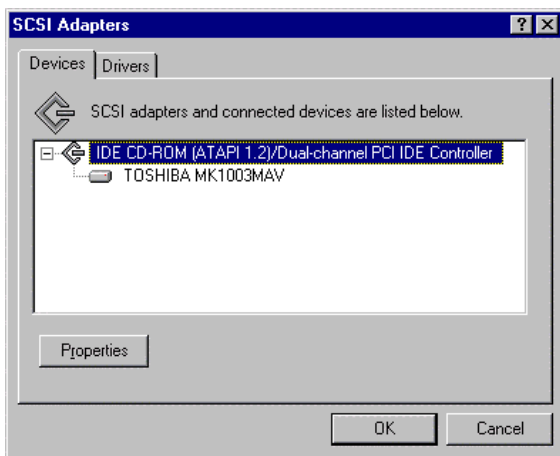 SCSI Adapters
Devices Drivers
SCSI adapters and connected devices are listed below.
IDE CD-ROM (ATAPI 1.2)/Dual-channel PCI IDE Controller
TOSHIBA MK1003MAV
Properties
OK Cancel